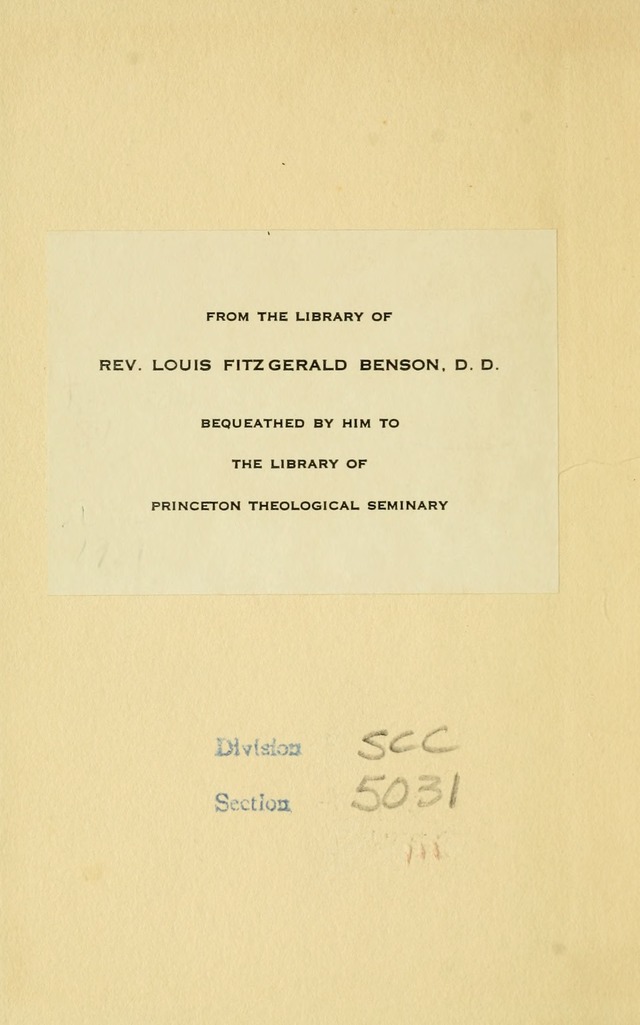 FROM THE LIBRARY OF
REV. LOUIS FITZGERALD BENSON, D. D.
BEQUEATHED BY HIM TO
THE LIBRARY OF
PRINCETON THEOLOGICAL SEMINARY
Division SCC
Section 5031